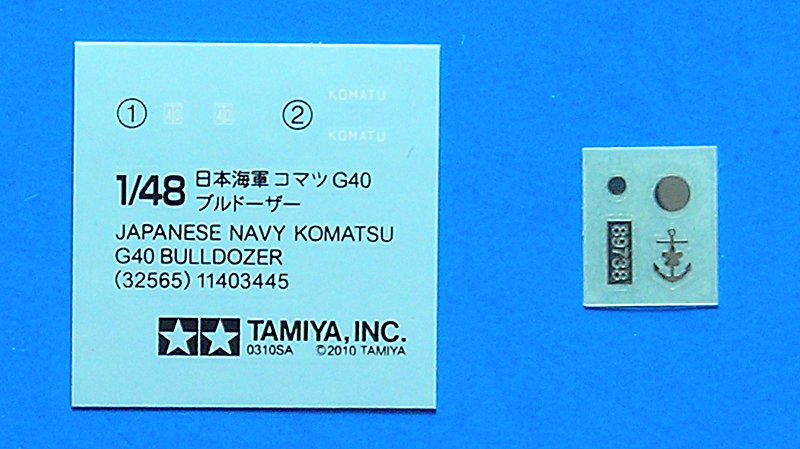 ① 40 40 ② KOMATU
KOMATU
1/48 日本海軍 コマツ G40
ブルドーザー
JAPANESE NAVY KOMATSU
G40 BULLDOZER
(32565) 11403445
TAMIYA, INC.
0310SA ©2010 TAMIYA
89738